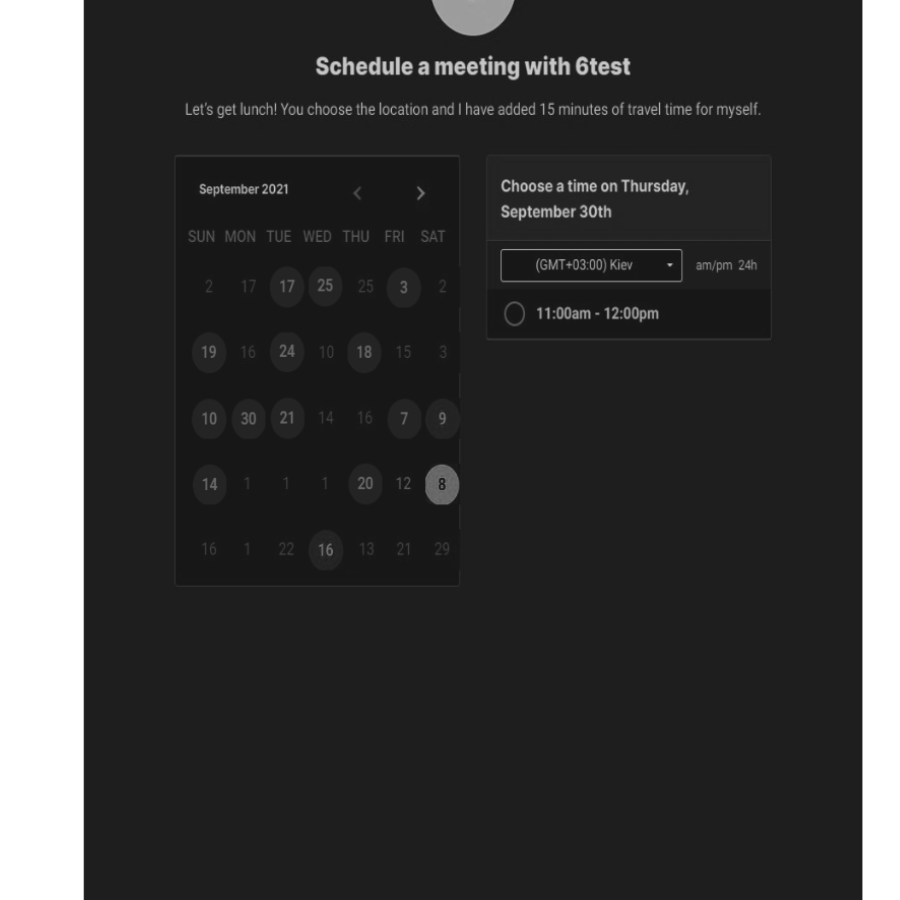 Schedule a meeting with 6test
Let's get lunch! You choose the location and I have added 15 minutes of travel time for myself.
September 2021
SUN MON TUE WED THU FRI SAT
2 17 17 25 25 3 2
19 16 24 10 18 15 3
10 30 21 14 16 7 9
14 1 1 1 20 12 8
16 1 22 16 13 21 29
Choose a time on Thursday,
September 30th
(GMT+03:00) Kiev
am/pm 24h
11:00am - 12:00pm